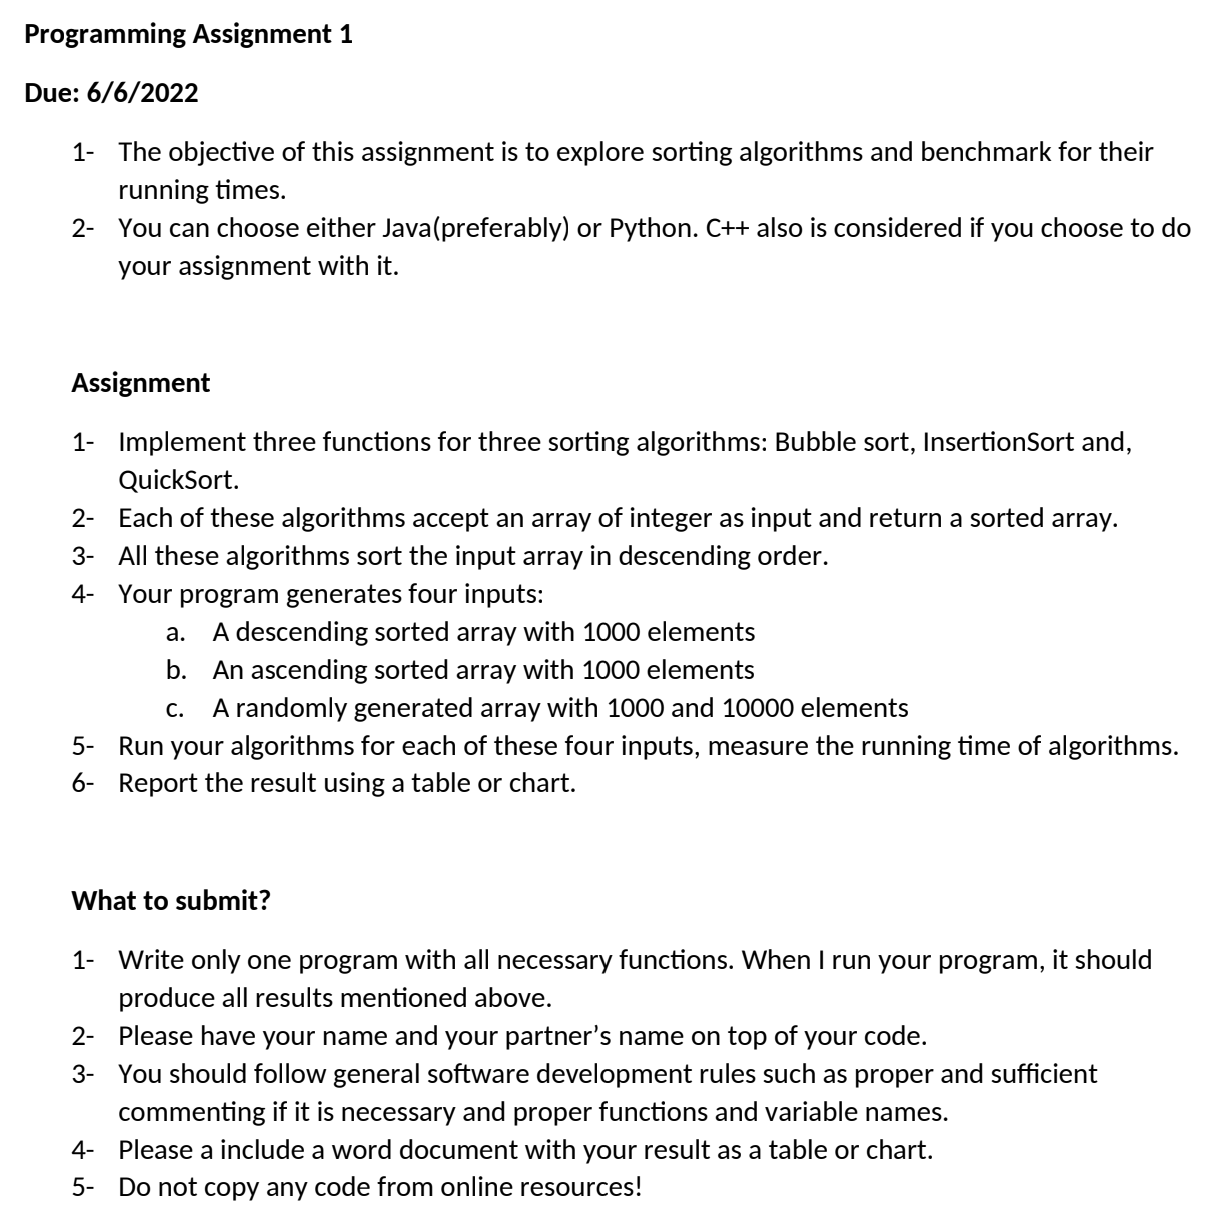 Programming Assignment 1
Due: 6/6/2022
1- The objective of this assignment is to explore sorting algorithms and benchmark for their
running times.
2- You can choose either Java(preferably) or Python. C++ also is considered if you choose to do
your assignment with it.
Assignment
1- Implement three functions for three sorting algorithms: Bubble sort, InsertionSort and,
QuickSort.
2- Each of these algorithms accept an array of integer as input and return a sorted array.
3- All these algorithms sort the input array in descending order.
4- Your program generates four inputs:
a. A descending sorted array with 1000 elements
b. An ascending sorted array with 1000 elements
c. A randomly generated array with 1000 and 10000 elements
5- Run your algorithms for each of these four inputs, measure the running time of algorithms.
6- Report the result using a table or chart.
What to submit?
1- Write only one program with all necessary functions. When I run your program, it should
produce all results mentioned above.
2- Please have your name and your partner’s name on top of your code.
3- You should follow general software development rules such as proper and sufficient
commenting if it is necessary and proper functions and variable names.
4- Please a include a word document with your result as a table or chart.
5- Do not copy any code from online resources!